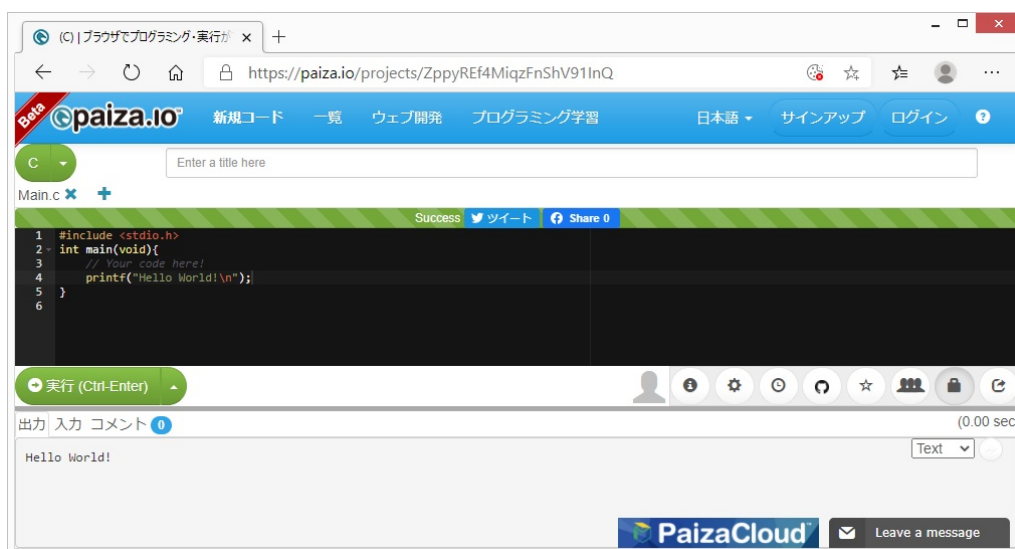 (C) | ブラウザでプログラミング・実行が
https://paiza.io/projects/ZppyREf4MiqzFnShV91InQ
Beta
paiza.IO 新規コード 一覧 ウェブ開発 プログラミング学習 日本語 サインアップ ログイン ?
C Enter a title here
Main.c
Success ツイート Share 0
1 #include <stdio.h>
2 int main(void){
3 // Your code here!
4 printf("Hello World!\n");
5 }
6
実行 (Ctrl-Enter)
出力 入力 コメント 0 (0.00 sec
Hello World! Text
PaizaCloud Leave a message